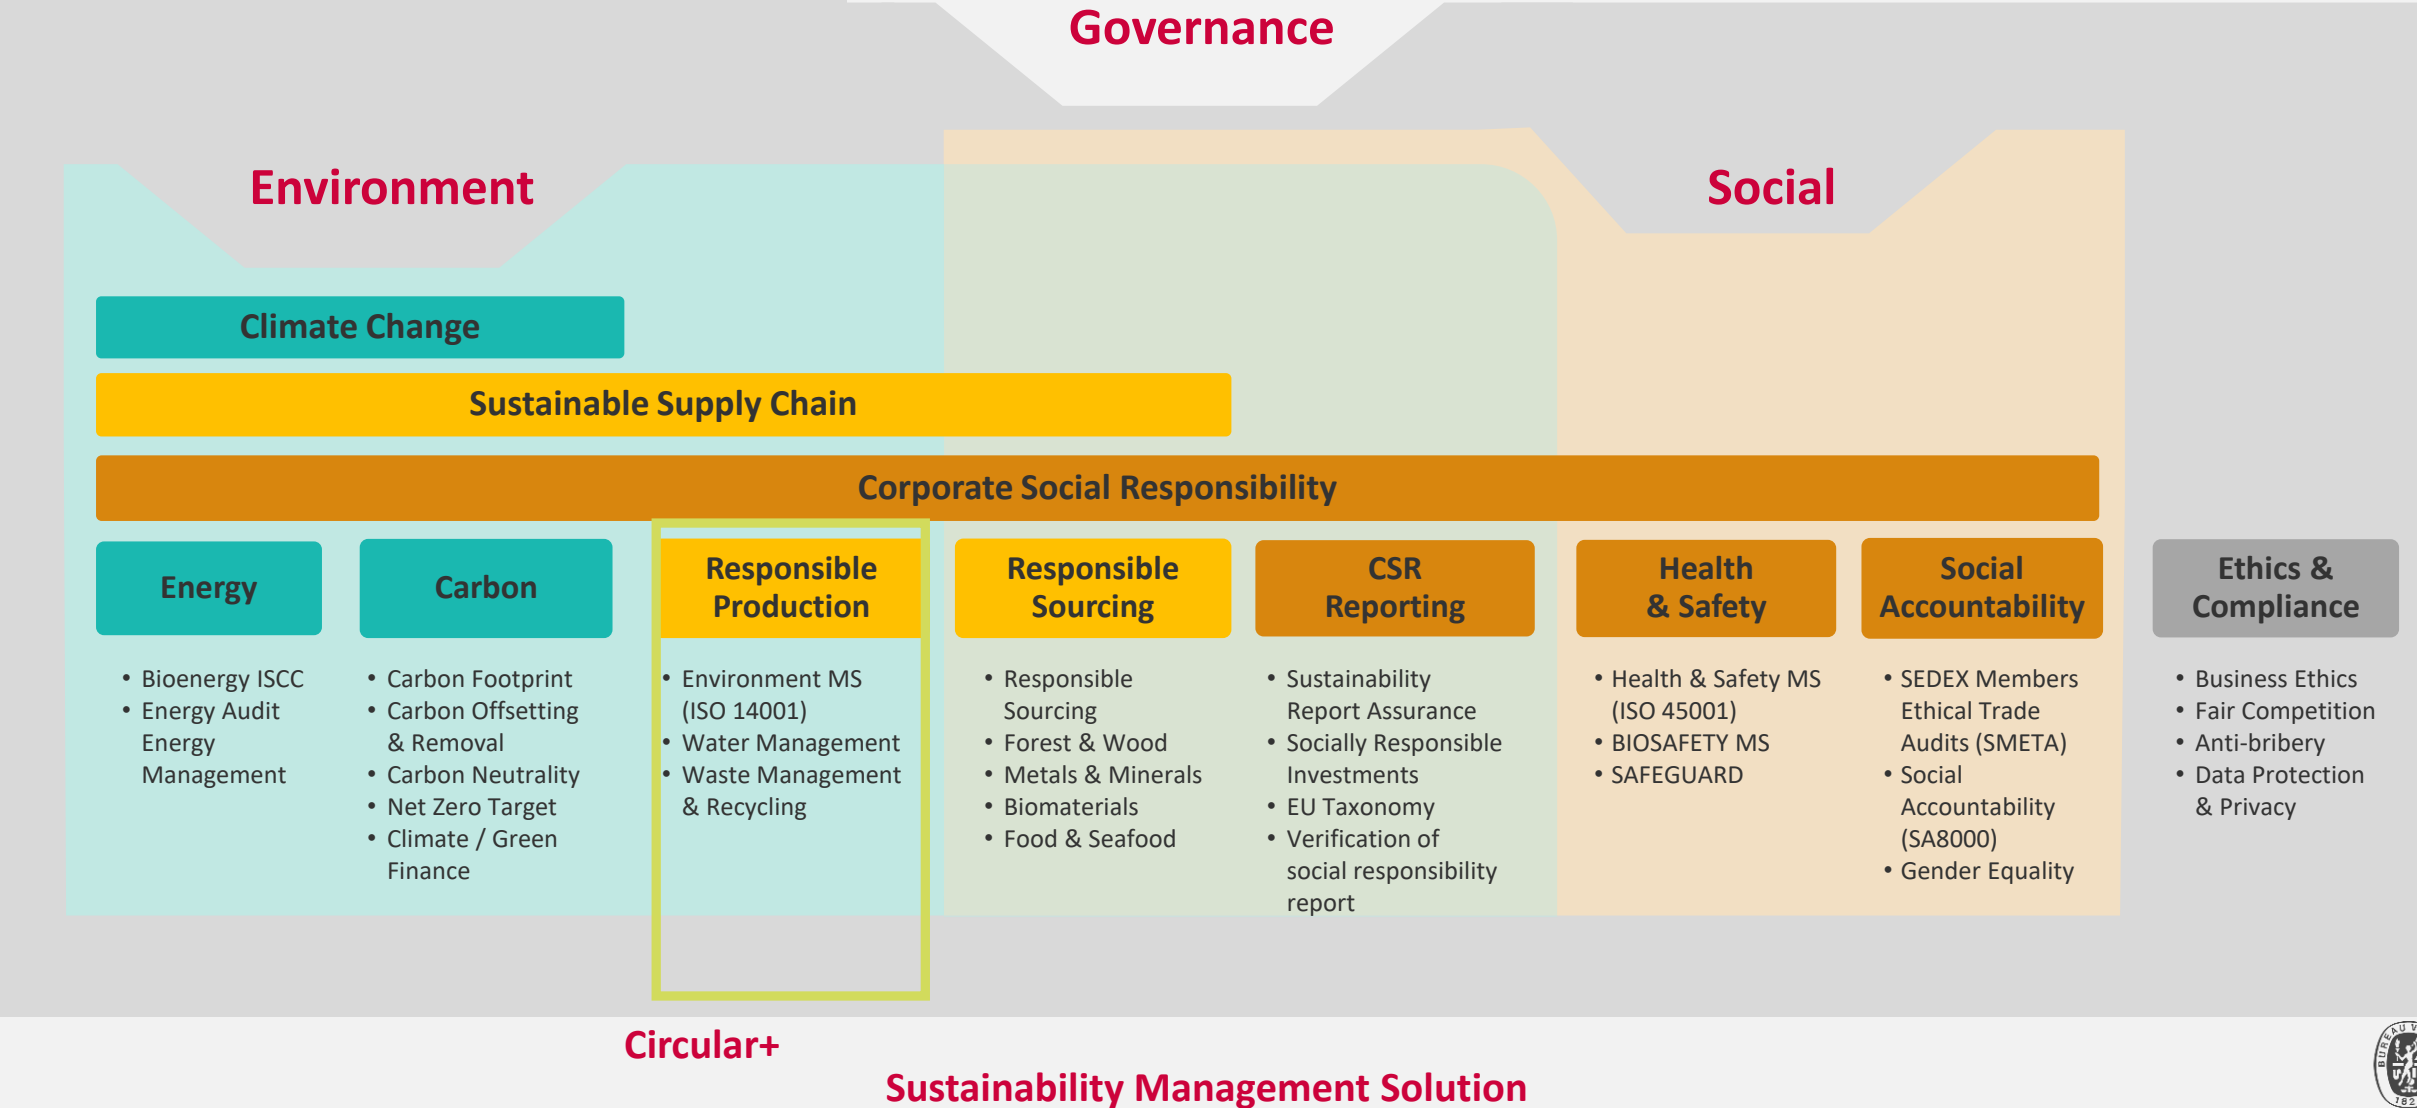 Governance
Environment
Social
Climate Change
Sustainable Supply Chain
Corporate Social Responsibility
Energy
• Bioenergy ISCC
• Energy Audit
Energy
Management
Carbon
• Carbon Footprint
• Carbon Offsetting
& Removal
• Carbon Neutrality
• Net Zero Target
• Climate / Green
Finance
Responsible
Production
• Environment MS
(ISO 14001)
• Water Management
• Waste Management
& Recycling
Responsible
Sourcing
• Responsible
Sourcing
• Forest & Wood
• Metals & Minerals
• Biomaterials
• Food & Seafood
CSR
Reporting
• Sustainability
Report Assurance
• Socially Responsible
Investments
• EU Taxonomy
• Verification of
social responsibility
report
Health
& Safety
• Health & Safety MS
(ISO 45001)
• BIOSAFETY MS
• SAFEGUARD
Social
Accountability
• SEDEX Members
Ethical Trade
Audits (SMETA)
• Social
Accountability
(SA8000)
• Gender Equality
Ethics &
Compliance
• Business Ethics
• Fair Competition
• Anti-bribery
• Data Protection
& Privacy
Circular+
Sustainability Management Solution
BUREAU